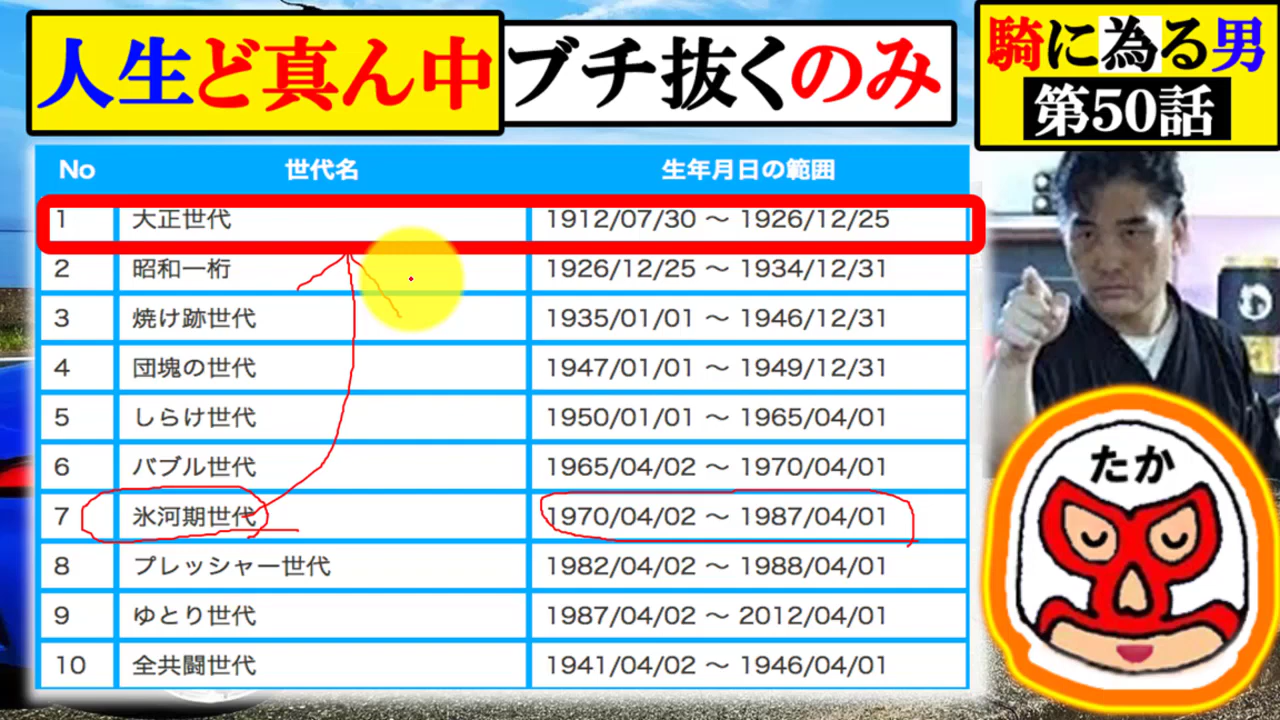 人生ど真ん中ブチ抜くのみ
騎に為る男
第50話
No 世代名 生年月日の範囲
1 大正世代 1912/07/30 ～ 1926/12/25
2 昭和一桁 1926/12/25 ～ 1934/12/31
3 焼け跡世代 1935/01/01 ～ 1946/12/31
4 団塊の世代 1947/01/01 ～ 1949/12/31
5 しらけ世代 1950/01/01 ～ 1965/04/01
6 バブル世代 1965/04/02 ～ 1970/04/01
7 氷河期世代 1970/04/02 ～ 1987/04/01
8 プレッシャー世代 1982/04/02 ～ 1988/04/01
9 ゆとり世代 1987/04/02 ～ 2012/04/01
10 全共闘世代 1941/04/02 ～ 1946/04/01
たか